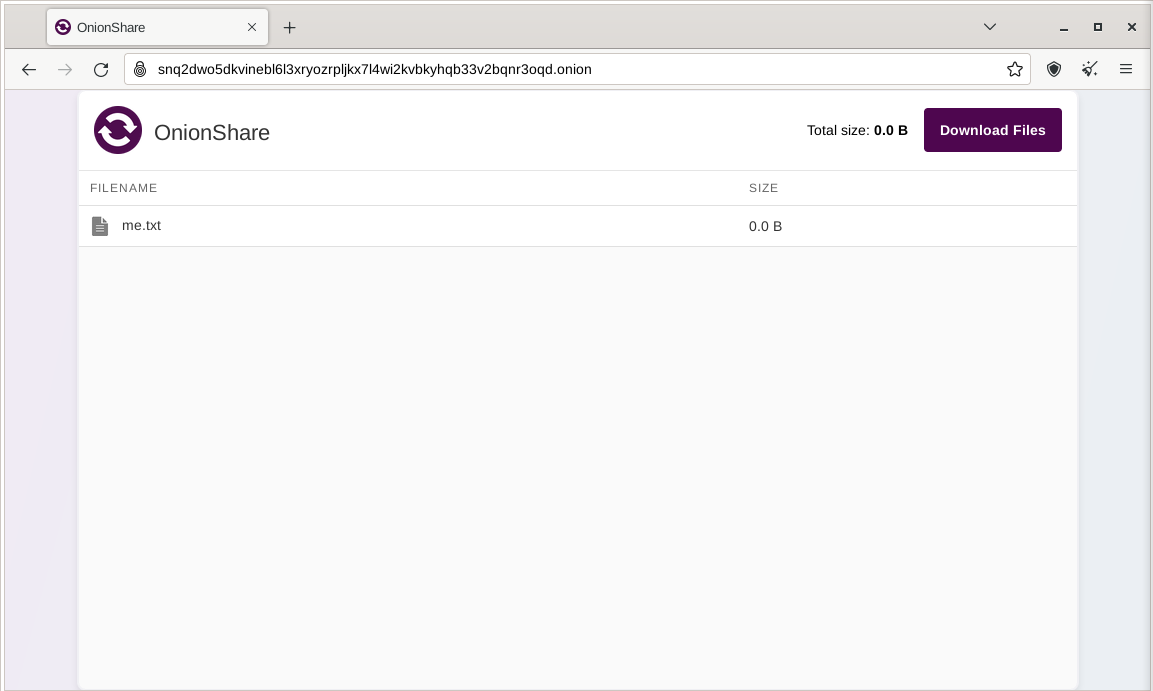 OnionShare
snq2dwo5dkvinebl6l3xryozrpljkx7l4wi2kvbkyhqb33v2bqnr3oqd.onion
OnionShare
Total size: 0.0 B
Download Files
FILENAME SIZE
me.txt 0.0 B